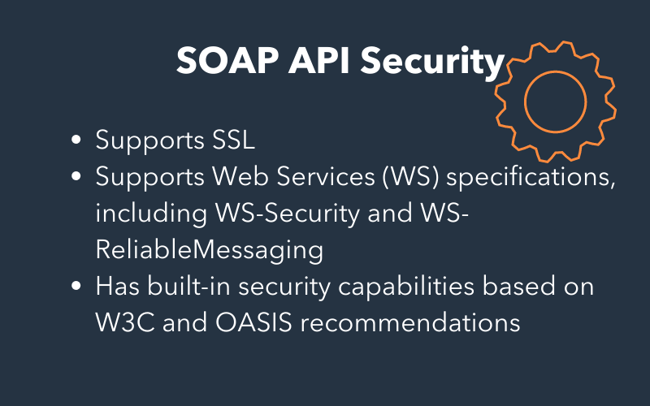 SOAP API Security
• Supports SSL
• Supports Web Services (WS) specifications,
including WS-Security and WS-
ReliableMessaging
• Has built-in security capabilities based on
W3C and OASIS recommendations